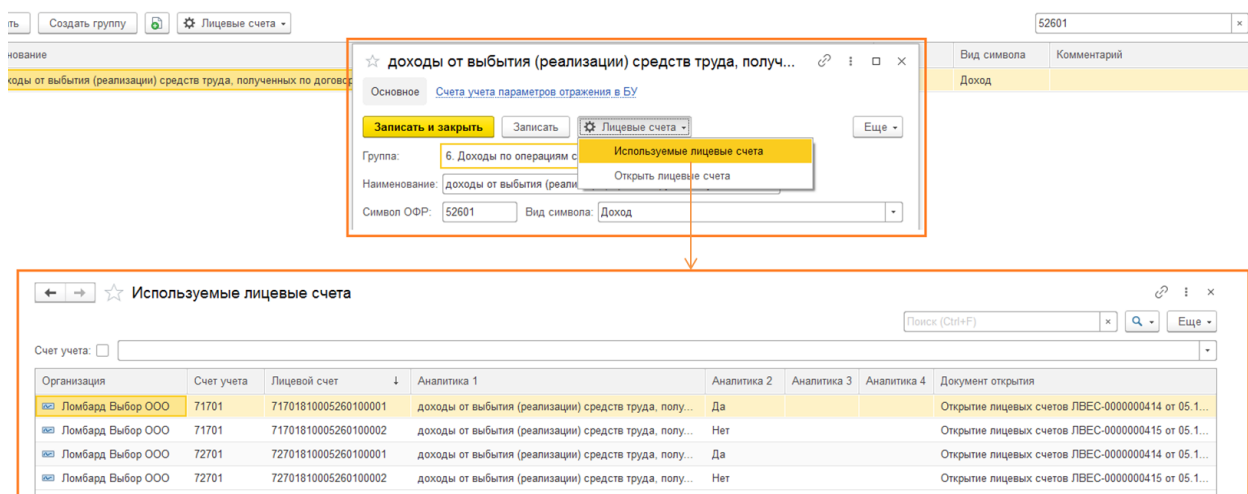 ть Создать группу Лицевые счета 52601 ×
нование Вид символа Комментарий
ходы от выбытия (реализации) средств труда, полученных по договор Доход
доходы от выбытия (реализации) средств труда, получ...
Основное Счета учета параметров отражения в БУ
Записать и закрыть Записать Лицевые счета Еще
Используемые лицевые счета
Открыть лицевые счета
Группа: 6. Доходы по операциям с
Наименование: доходы от выбытия (реали
Символ ОФР: 52601 Вид символа: Доход
Используемые лицевые счета
Поиск (Ctrl+F) × Еще
Счет учета:
Организация Счет учета Лицевой счет ↓ Аналитика 1 Аналитика 2 Аналитика 3 Аналитика 4 Документ открытия
Ломбард Выбор ООО 71701 71701810005260100001 доходы от выбытия (реализации) средств труда, полу... Да Открытие лицевых счетов ЛВЕС-0000000414 от 05.1...
Ломбард Выбор ООО 71701 71701810005260100002 доходы от выбытия (реализации) средств труда, полу... Нет Открытие лицевых счетов ЛВЕС-0000000415 от 05.1...
Ломбард Выбор ООО 72701 72701810005260100001 доходы от выбытия (реализации) средств труда, полу... Да Открытие лицевых счетов ЛВЕС-0000000414 от 05.1...
Ломбард Выбор ООО 72701 72701810005260100002 доходы от выбытия (реализации) средств труда, полу... Нет Открытие лицевых счетов ЛВЕС-0000000415 от 05.1...